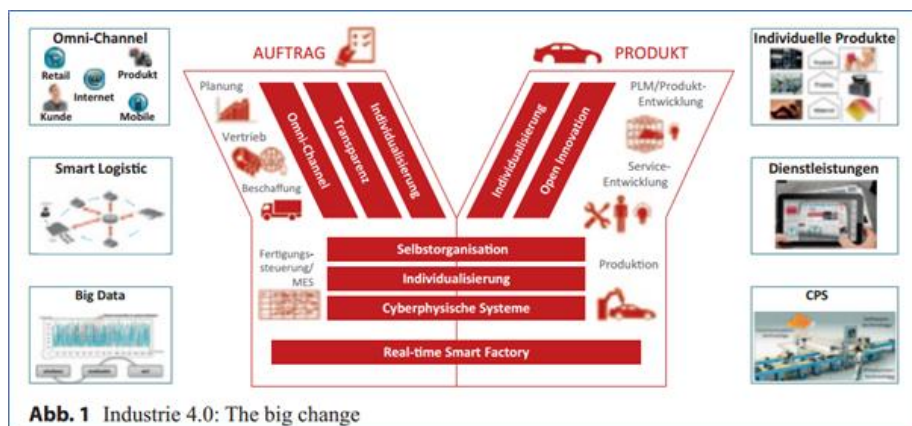 Omni-Channel
Retail
Produkt
Internet
Kunde
Mobile
Smart Logistic
Big Data
AUFTRAG
PRODUKT
Planung
Vertrieb
Beschaffung
Omni-Channel
Transparenz
Individualisierung
Individualisierung
Open Innovation
PLM/Produkt-
Entwicklung
Service-
Entwicklung
Fertigungs-
steuerung/
MES
Selbstorganisation
Individualisierung
Cyberphysische Systeme
Produktion
Real-time Smart Factory
Individuelle Produkte
Dienstleistungen
CPS
Abb. 1 Industrie 4.0: The big change